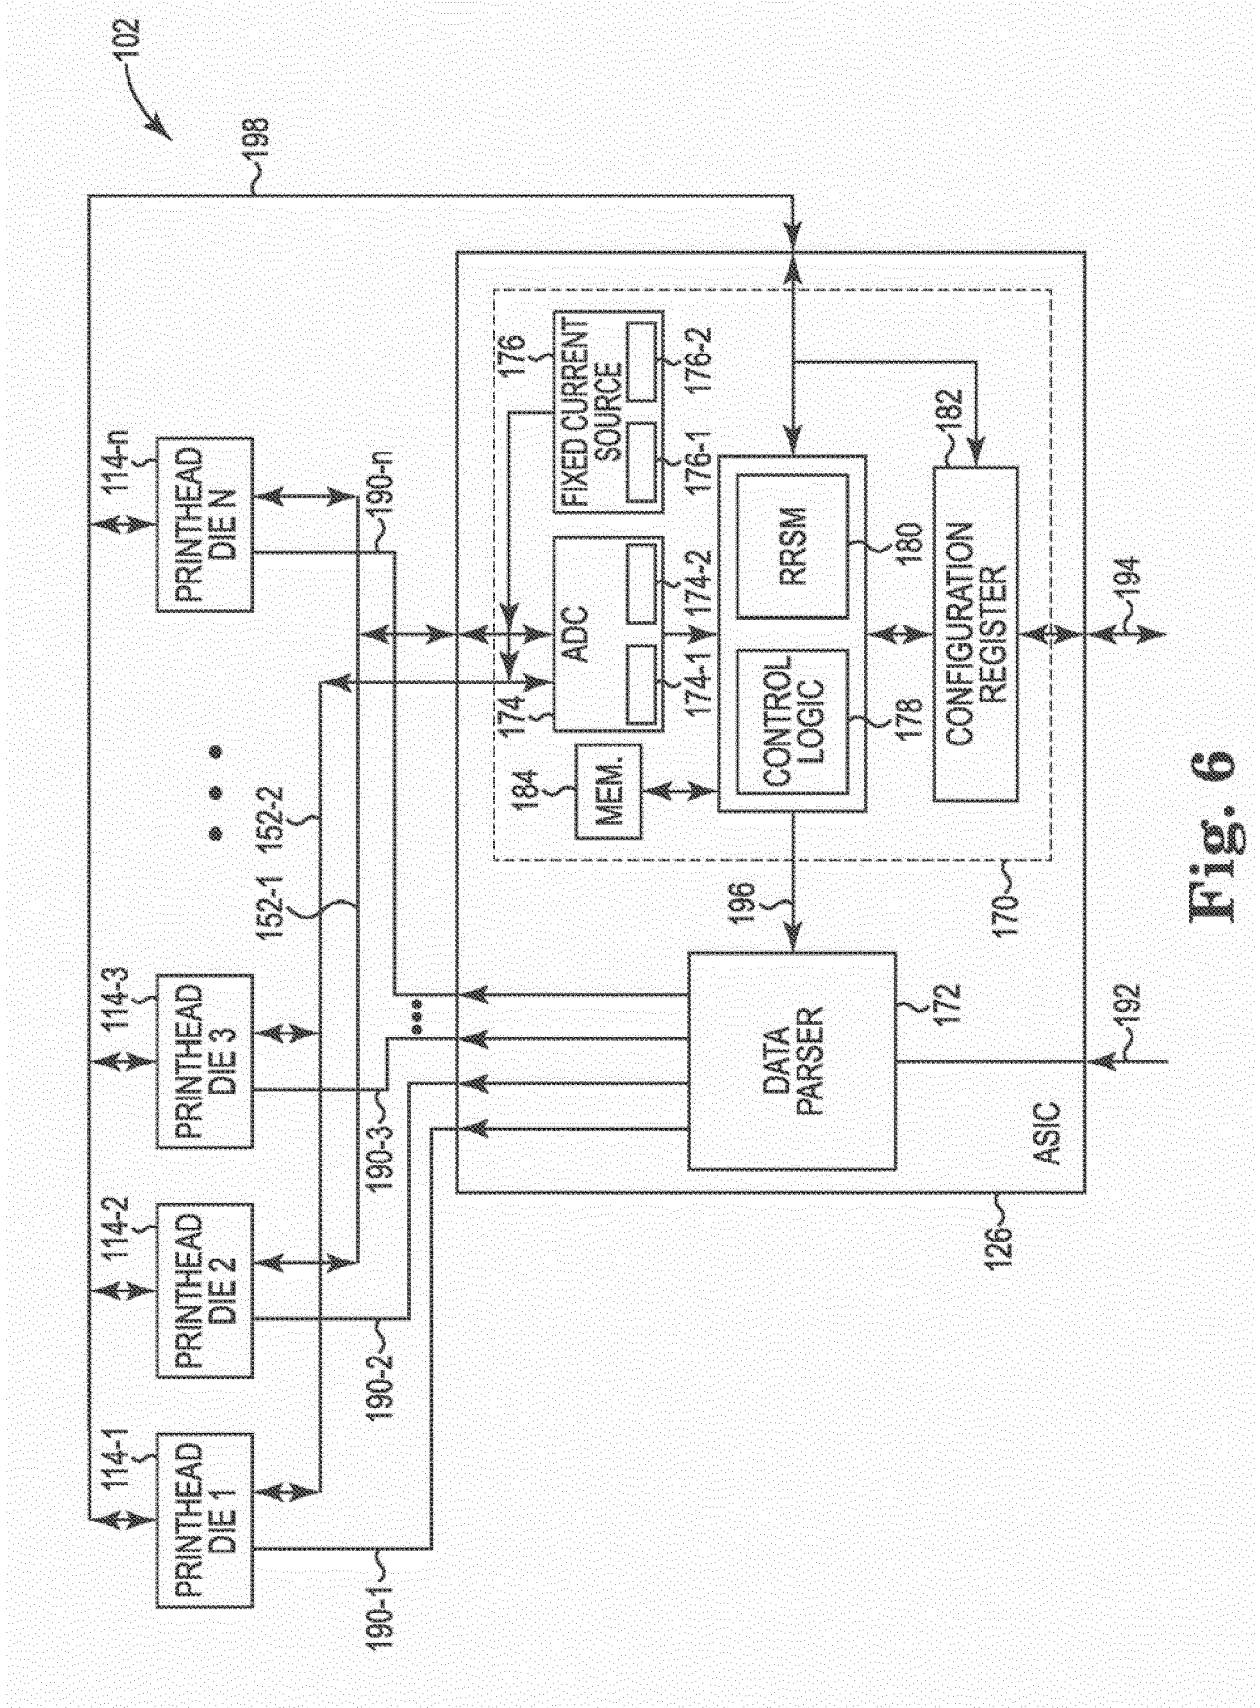 102
198
114-1
114-2
114-3
114-n
PRINTHEAD
DIE 1
PRINTHEAD
DIE 2
PRINTHEAD
DIE 3
PRINTHEAD
DIE N
152-2
152-1
190-1
190-2
190-3
190-n
174
176
184
MEM.
ADC
FIXED CURRENT
SOURCE
174-1
174-2
176-1
176-2
196
CONTROL
LOGIC
RRSM
178
180
182
DATA
PARSER
172
CONFIGURATION
REGISTER
170
ASIC
126
192
194
Fig. 6